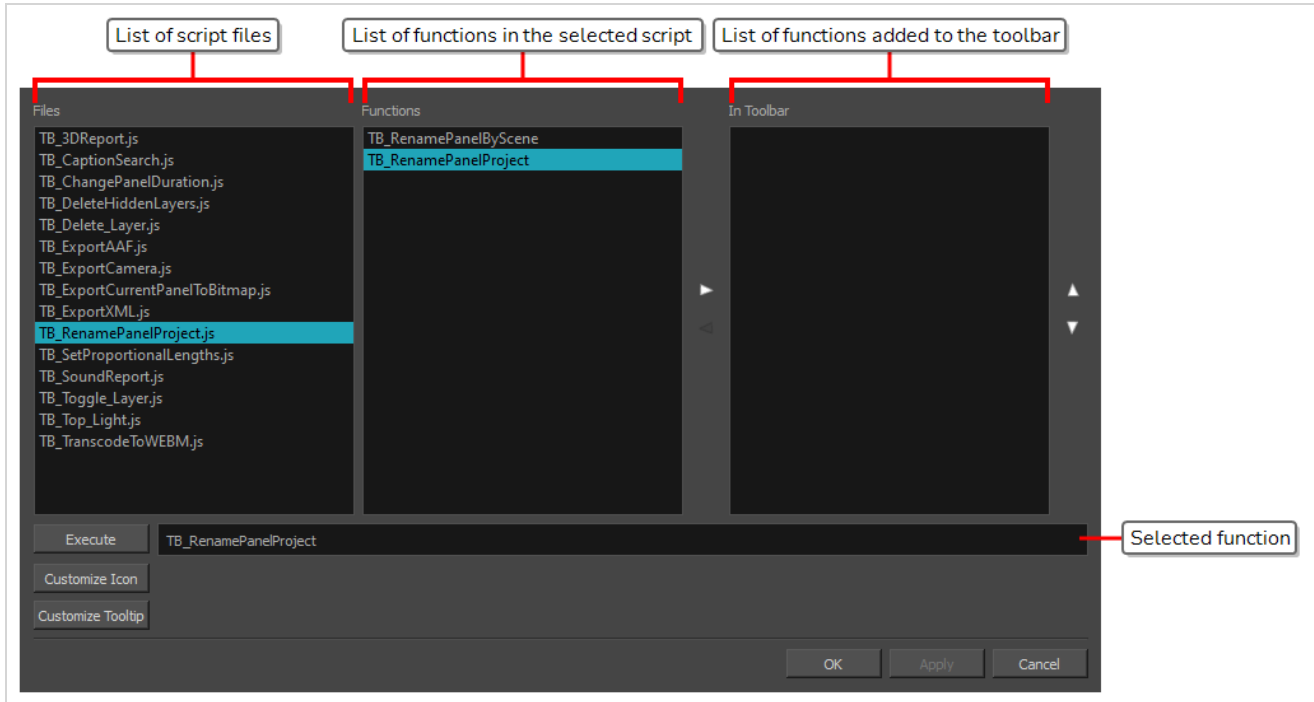 List of script files
List of functions in the selected script
List of functions added to the toolbar
Files
Functions
In Toolbar
TB_3DReport.js
TB_CaptionSearch.js
TB_ChangePanelDuration.js
TB_DeleteHiddenLayers.js
TB_Delete_Layer.js
TB_ExportAAF.js
TB_ExportCamera.js
TB_ExportCurrentPanelToBitmap.js
TB_ExportXML.js
TB_RenamePanelProject.js
TB_SetProportionalLengths.js
TB_SoundReport.js
TB_Toggle_Layer.js
TB_Top_Light.js
TB_TranscodeToWEBM.js
TB_RenamePanelByScene
TB_RenamePanelProject
Execute
TB_RenamePanelProject
Selected function
Customize Icon
Customize Tooltip
OK
Apply
Cancel